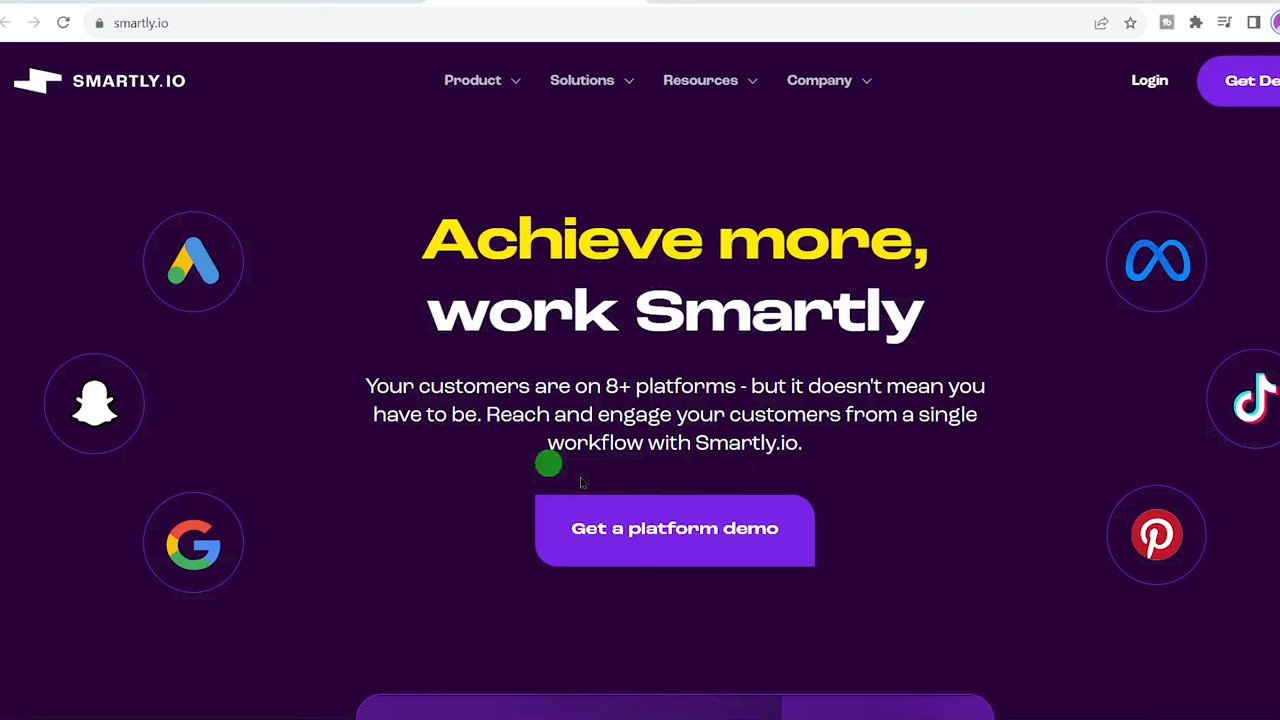 smartly.io
SMARTLY.IO
Product
Solutions
Resources
Company
Login
Get De
Achieve more,
work Smartly
Your customers are on 8+ platforms - but it doesn't mean you
have to be. Reach and engage your customers from a single
workflow with Smartly.io.
Get a platform demo